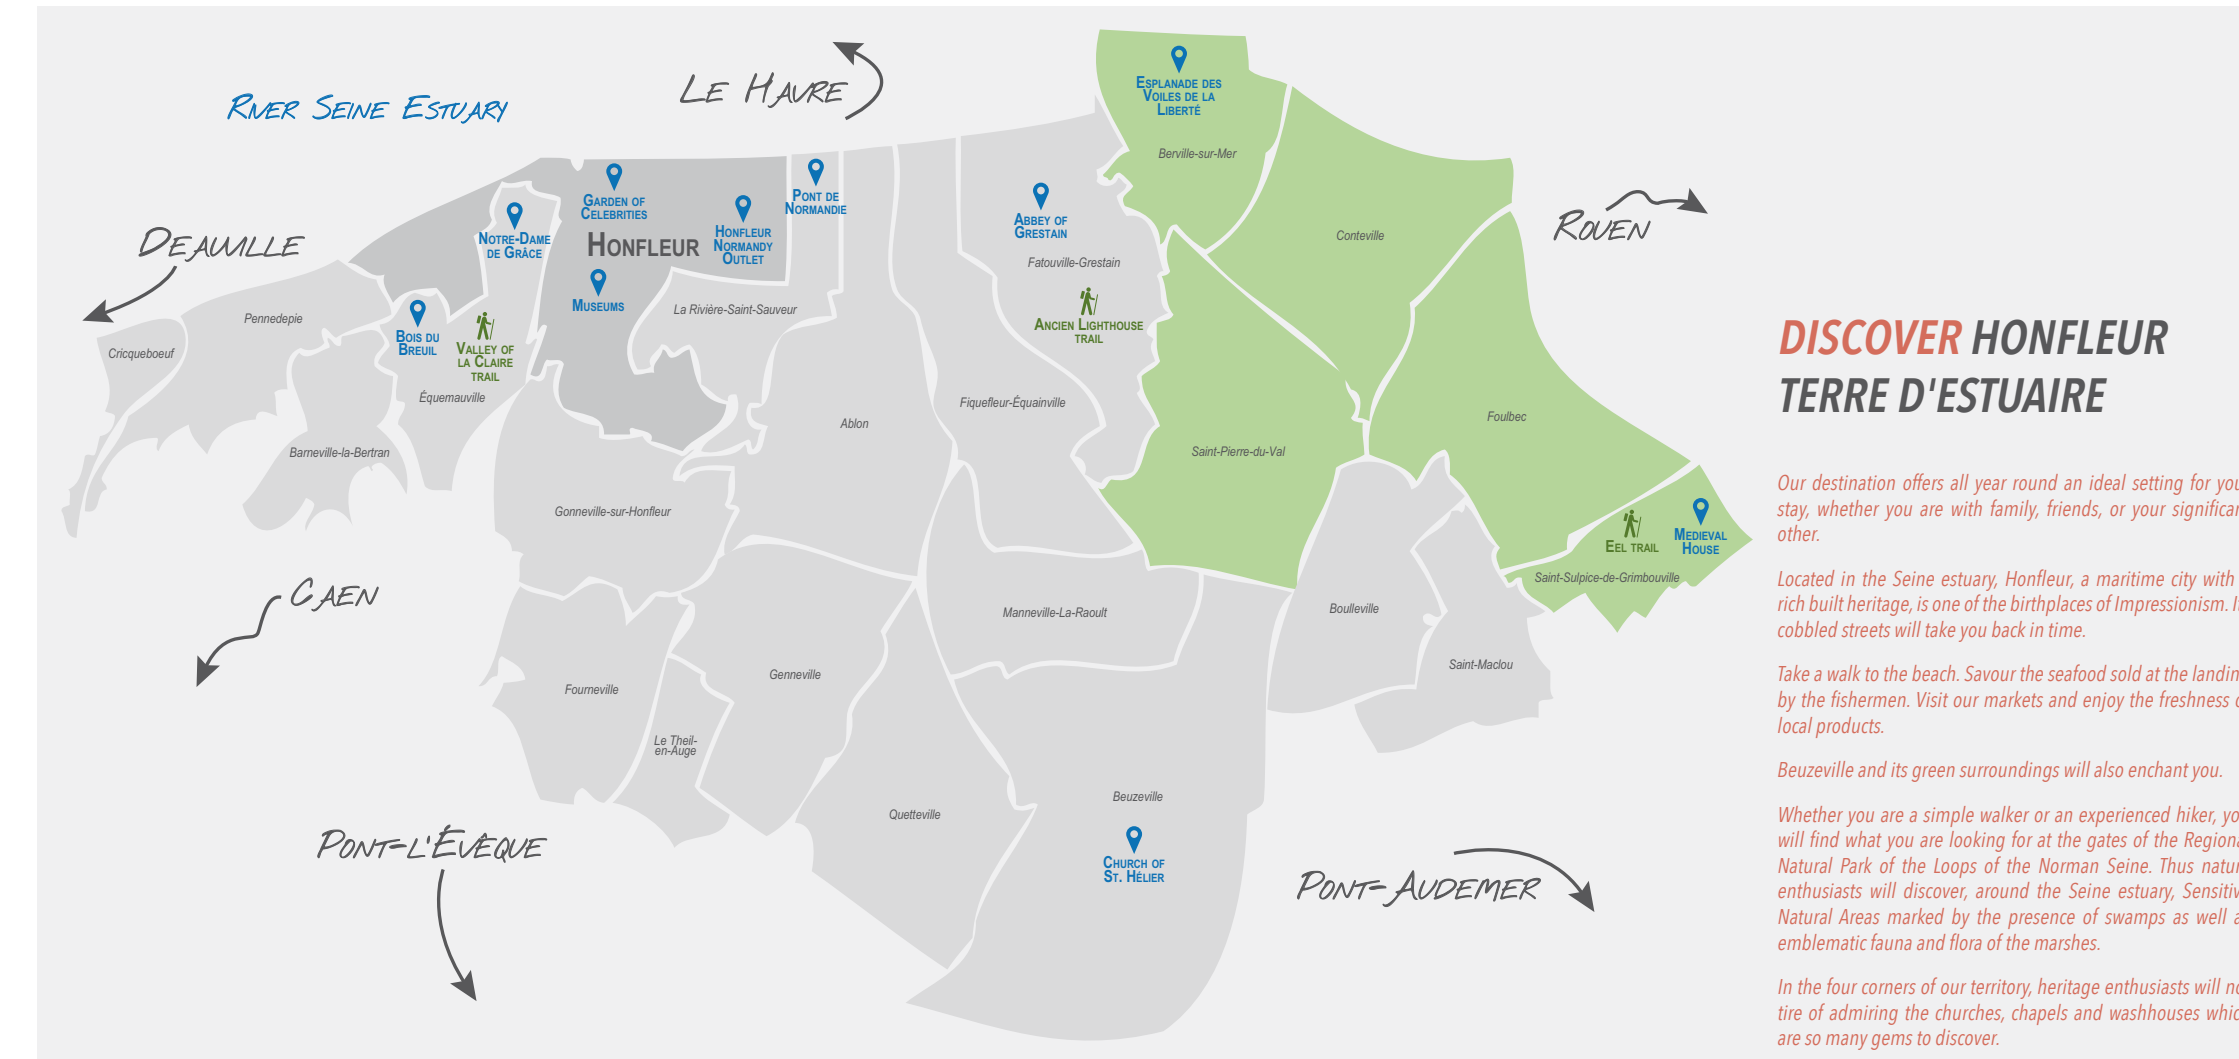 RIVER SEINE ESTUARY
LE HAVRE
DEAUVILLE
ROUEN
CAEN
PONT-L'ÉVÊQUE
PONT-AUDEMER
ESPLANADE DES
VOILES DE LA
LIBERTÉ
Berville-sur-Mer
GARDEN OF
CELEBRITIES
PONT DE
NORMANDIE
NOTRE-DAME
DE GRÂCE
HONFLEUR
HONFLEUR
NORMANDY
OUTLET
MUSEUMS
ABBEY OF
GRESTAIN
Fatouville-Grestain
ANCIEN LIGHTHOUSE
TRAIL
Conteville
Pennedepie
Cricqueboeuf
BOIS DU
BREUIL
VALLEY OF
LA CLAIRE
TRAIL
Équemauville
La Rivière-Saint-Sauveur
Barneville-la-Bertran
Ablon
Fiquefleur-Équainville
Saint-Pierre-du-Val
Foulbec
Gonneville-sur-Honfleur
EEL TRAIL
MEDIEVAL
HOUSE
Saint-Sulpice-de-Grimbouville
Manneville-La-Raoult
Boulleville
Saint-Maclou
Fourneville
Genneville
Le Theil-
en-Auge
Quetteville
Beuzeville
CHURCH OF
ST. HÉLIER
DISCOVER HONFLEUR
TERRE D'ESTUAIRE
Our destination offers all year round an ideal setting for
stay, whether you are with family, friends, or your
other.
Located in the Seine estuary, Honfleur, a maritime city with
rich built heritage, is one of the birthplaces of Impressionism.
cobbled streets will take you back in time.
Take a walk to the beach. Savour the seafood sold at the
by the fishermen. Visit our markets and enjoy the freshness
local products.
Beuzeville and its green surroundings will also enchant you.
Whether you are a simple walker or an experienced hiker,
will find what you are looking for at the gates of the
Natural Park of the Loops of the Norman Seine. Thus
enthusiasts will discover, around the Seine estuary,
Natural Areas marked by the presence of swamps as well
emblematic fauna and flora of the marshes.
In the four corners of our territory, heritage enthusiasts will
tire of admiring the churches, chapels and washhouses
are so many gems to discover.